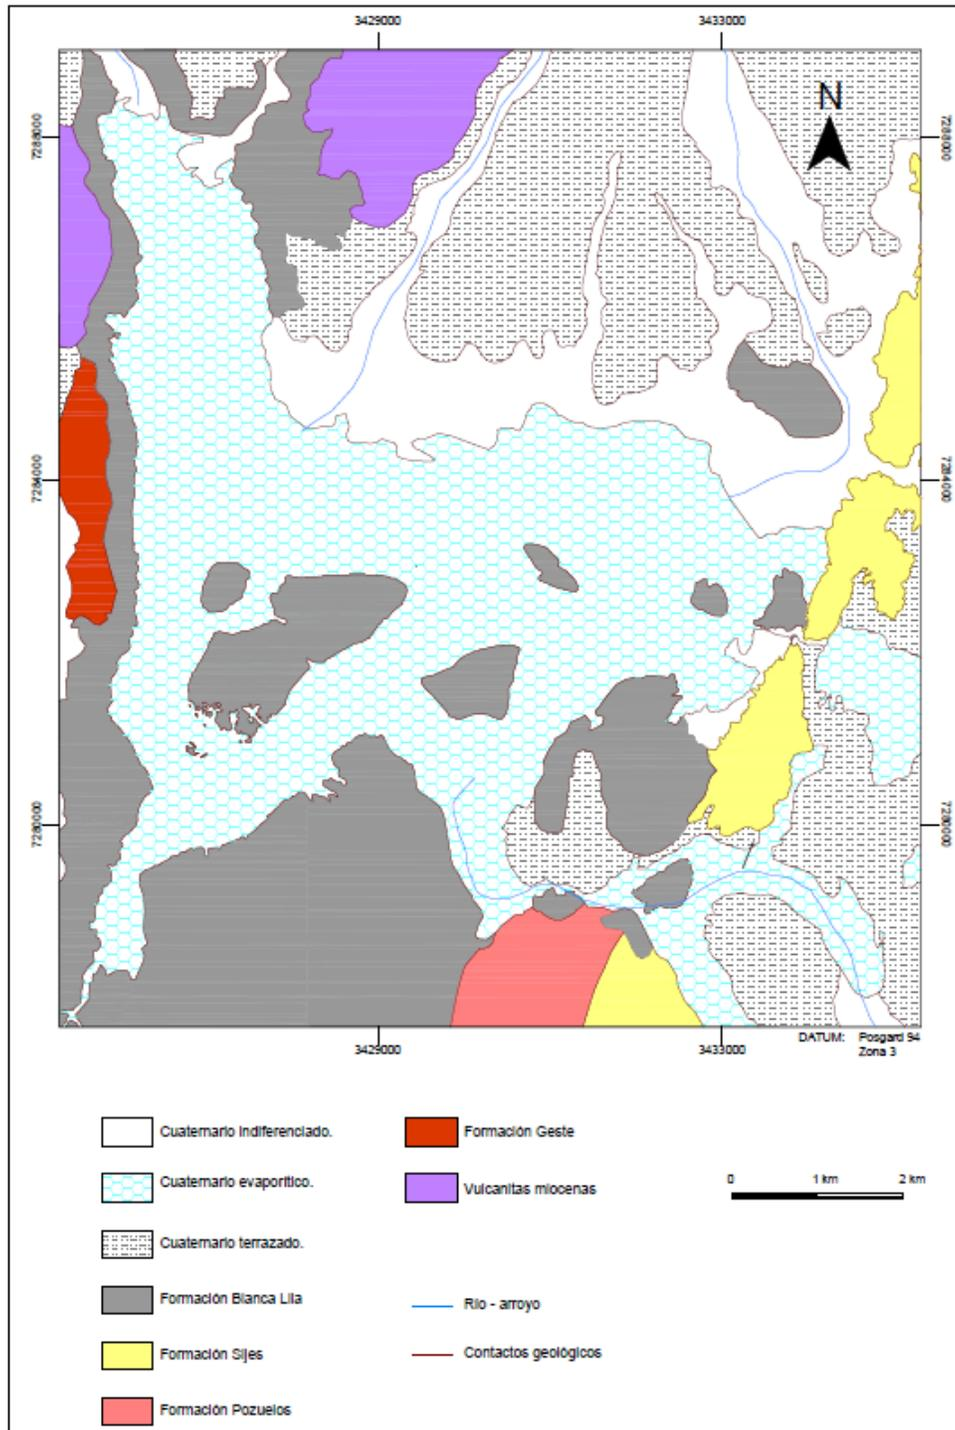 3429000
3433000
N
7288000
7288000
7284000
7284000
7280000
7280000
3429000
3433000
DATUM: Posgard 94
Zona 3
Cuaternario indiferenciado.
Formación Geste
Cuaternario evaporítico.
Vulcanitas miocenas
0 1 km 2 km
Cuaternario terrazado.
Formación Blanca Lila
Río - arroyo
Formación Sijes
Contactos geológicos
Formación Pozuelos